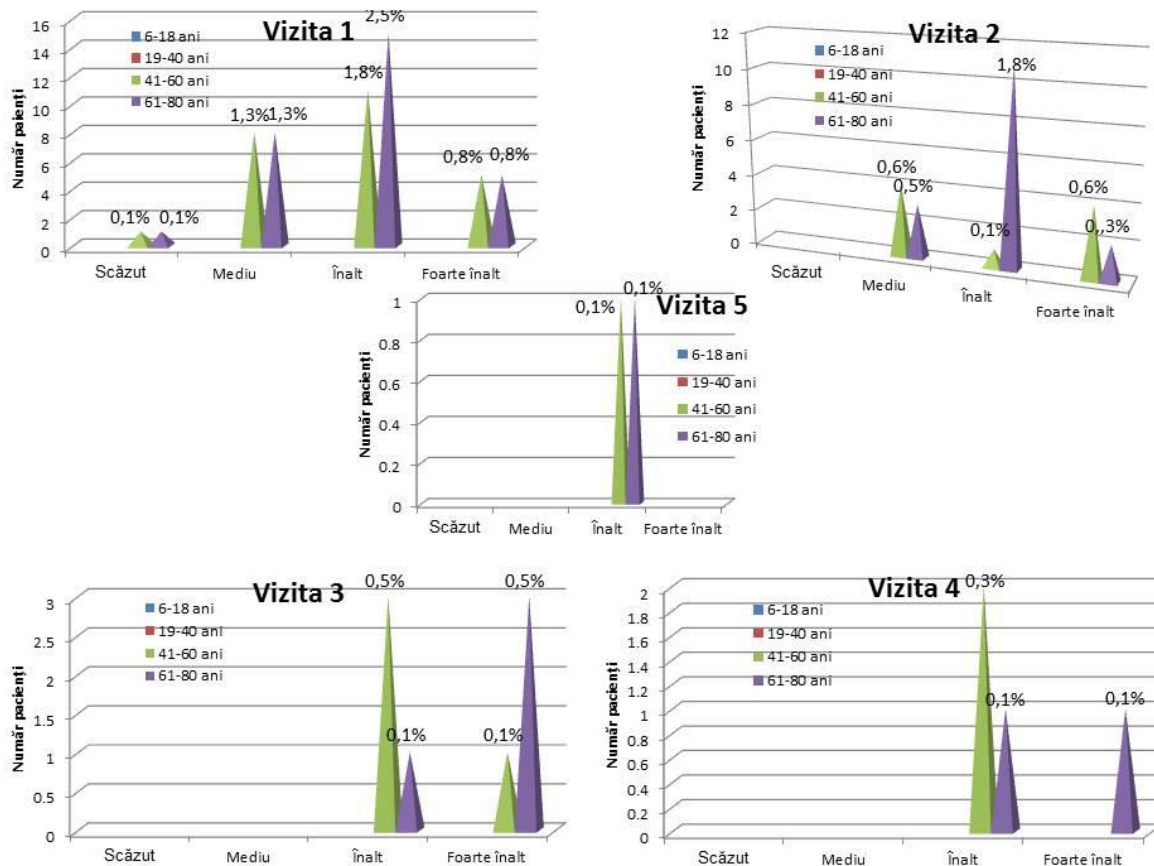 Vizita 1
Număr paienți
16
14
12
10
8
6
4
2
0
6-18 ani
19-40 ani
41-60 ani
61-80 ani
0,1%
0,1%
1,3%
1,3%
1,8%
2,5%
0,8%
0,8%
Scăzut
Mediu
Înalt
Foarte înalt
Vizita 2
Număr pacienți
12
10
8
6
4
2
0
6-18 ani
19-40 ani
41-60 ani
61-80 ani
0,6%
0,5%
0,1%
1,8%
0,6%
0,,3%
Scăzut
Mediu
Înalt
Foarte înalt
Vizita 5
Număr pacienți
1
0.8
0.6
0.4
0.2
0
0,1%
0,1%
6-18 ani
19-40 ani
41-60 ani
61-80 ani
Scăzut
Mediu
Înalt
Foarte înalt
Vizita 3
Număr pacienți
3
2.5
2
1.5
1
0.5
0
6-18 ani
19-40 ani
41-60 ani
61-80 ani
0,5%
0,1%
0,1%
0,5%
Scăzut
Mediu
Înalt
Foarte înalt
Vizita 4
Număr pacienți
2
1.8
1.6
1.4
1.2
1
0.8
0.6
0.4
0.2
0
6-18 ani
19-40 ani
41-60 ani
61-80 ani
0,3%
0,1%
0,1%
Scăzut
Mediu
Înalt
Foarte înalt